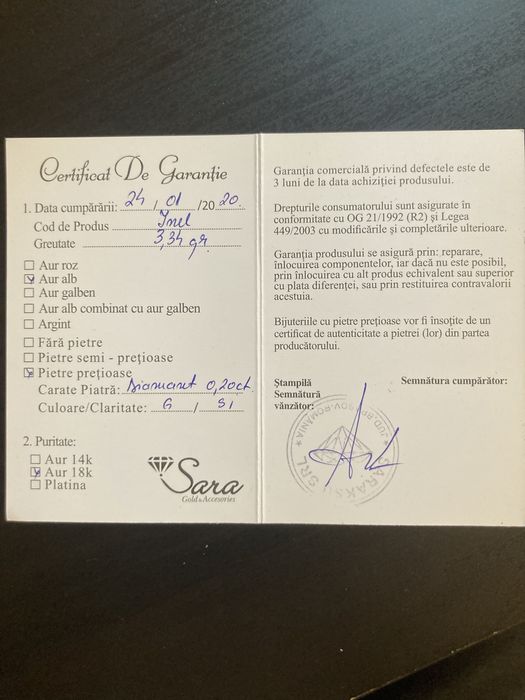 Certificat De Garanție
1. Data cumpărării: 24 / 01 /2020
Cod de Produs Inel
Greutate 3,34 gr
Aur roz
Aur alb
Aur galben
Aur alb combinat cu aur galben
Argint
Fără pietre
Pietre semi - prețioase
Pietre prețioase
Carate Piatră: Diamant 0,20ct
Culoare/Claritate: G / SI
2. Puritate:
Aur 14k
Aur 18k
Platina
Sara
Gold & Accesories
Garanția comercială privind defectele este de
3 luni de la data achiziției produsului.
Drepturile consumatorului sunt asigurate in
conformitate cu OG 21/1992 (R2) și Legea
449/2003 cu modificările și completările ulterioare.
Garanția produsului se asigură prin: reparare,
înlocuirea componentelor, iar dacă nu este posibil,
prin înlocuirea cu alt produs echivalent sau superior
cu plata diferenței, sau prin restituirea contravalorii
acestuia.
Bijuteriile cu pietre prețioase vor fi însoțite de un
certificat de autenticitate a pietrei (lor) din partea
producătorului.
Ștampilă
Semnătură
vânzător:
Semnătura cumpărător: